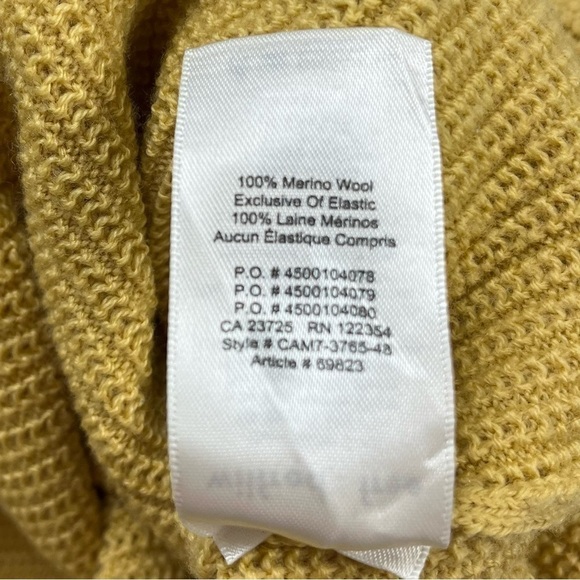 100% Marino Wool
Exclusive Of Elastic
100% Laine Mérinos
Aucun Élastique Compris
P.O. # 4500104078
P.O. # 4500104079
P.O. # 4500104080
CA 23725 RN 122354
Style # CAM7-3765-48
Article # 69823